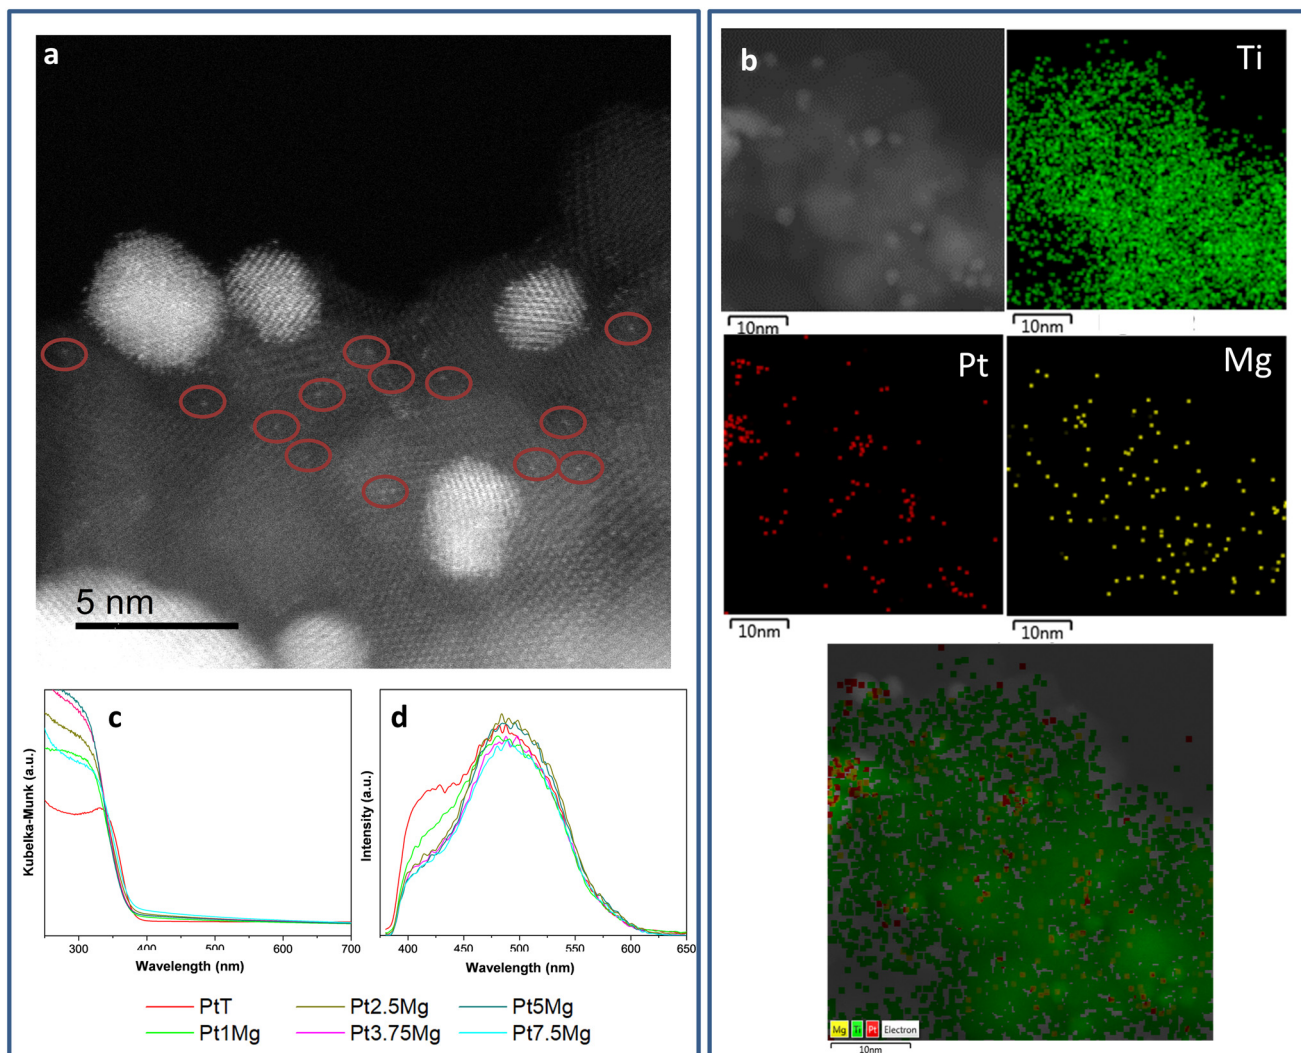 a
5 nm
b
Ti
10nm
10nm
Pt
Mg
10nm
10nm
Mg Ti Pt Electron
10nm
c
Kubelka-Munk (a.u.)
300 400 500 600 700
Wavelength (nm)
d
Intensity (a.u.)
400 450 500 550 600 650
Wavelength (nm)
PtT Pt2.5Mg Pt5Mg
Pt1Mg Pt3.75Mg Pt7.5Mg